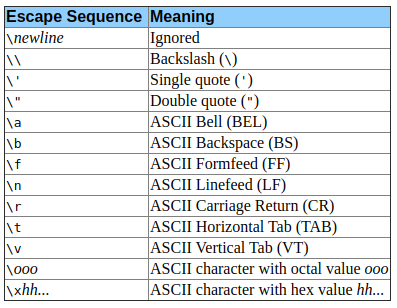 Escape Sequence Meaning
\newline Ignored
\\ Backslash (\)
\' Single quote (')
\" Double quote (")
\a ASCII Bell (BEL)
\b ASCII Backspace (BS)
\f ASCII Formfeed (FF)
\n ASCII Linefeed (LF)
\r ASCII Carriage Return (CR)
\t ASCII Horizontal Tab (TAB)
\v ASCII Vertical Tab (VT)
\ooo ASCII character with octal value ooo
\xhh... ASCII character with hex value hh...